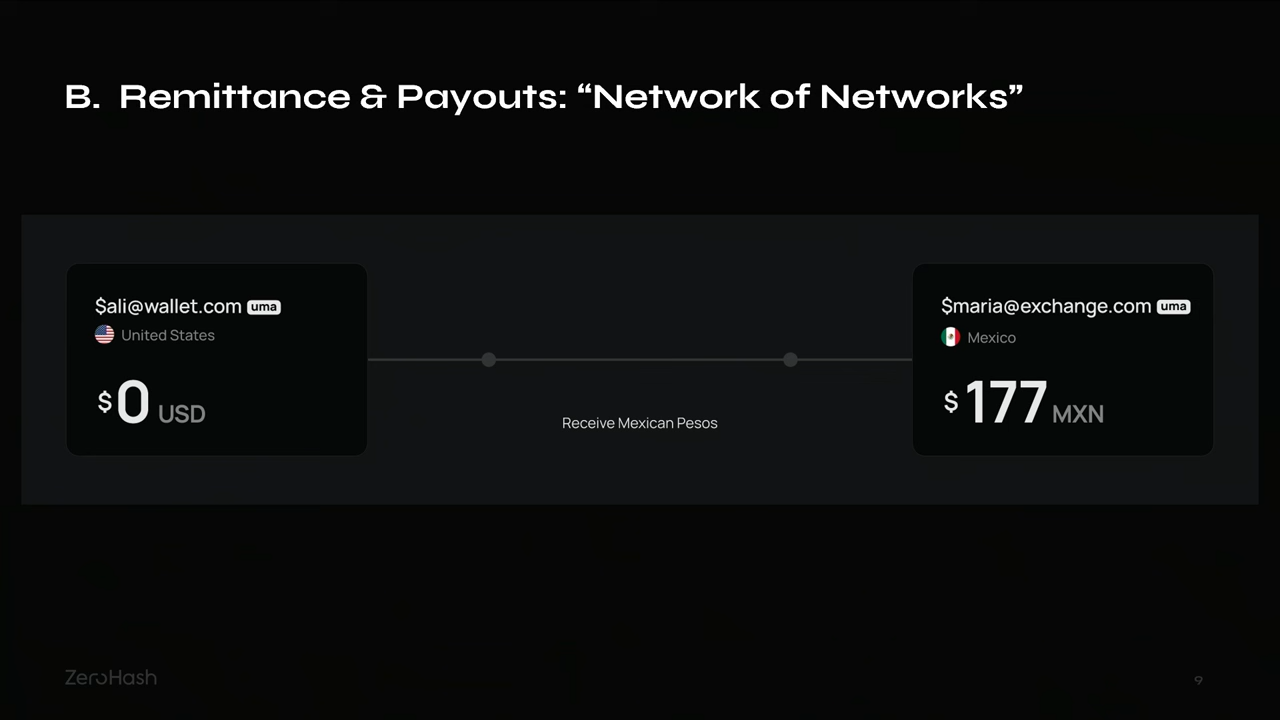 B. Remittance & Payouts: “Network of Networks”
$ali@wallet.com uma
United States
$0 USD
Receive Mexican Pesos
$maria@exchange.com uma
Mexico
$177 MXN
ZeroHash
9